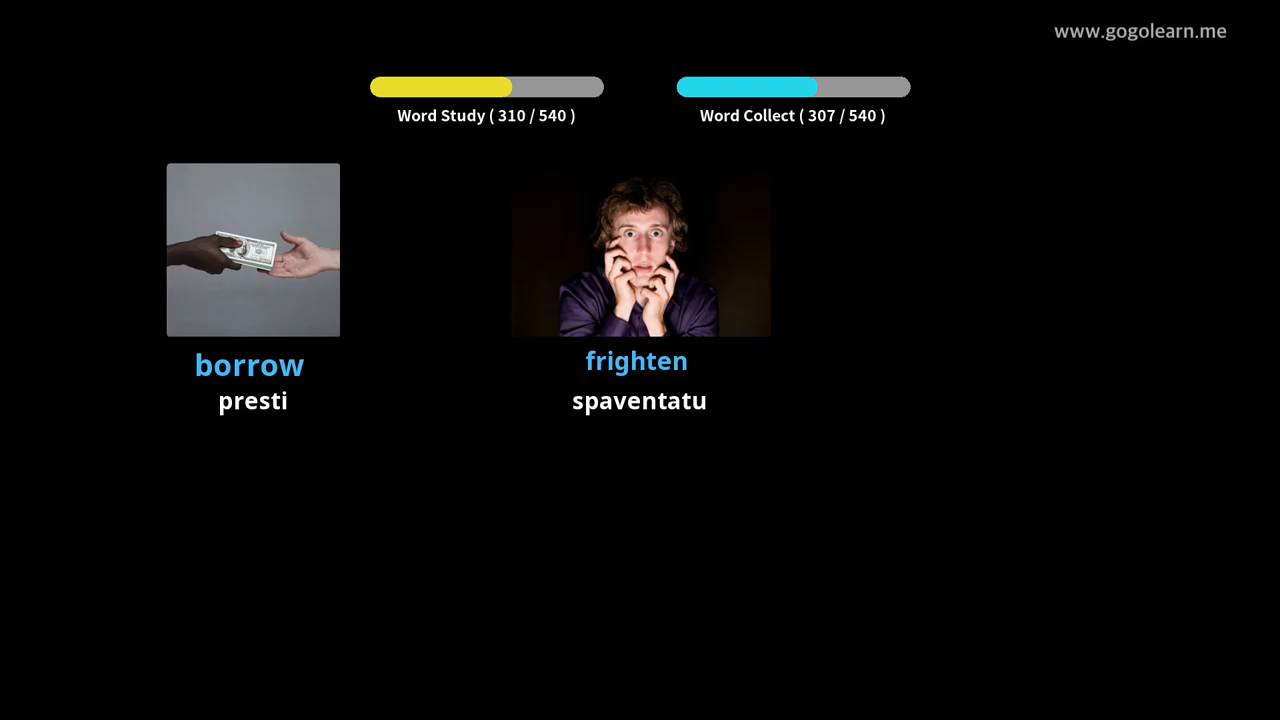 www.gogolearn.me
Word Study ( 310 / 540 )
Word Collect ( 307 / 540 )
borrow
presti
frighten
spaventatu